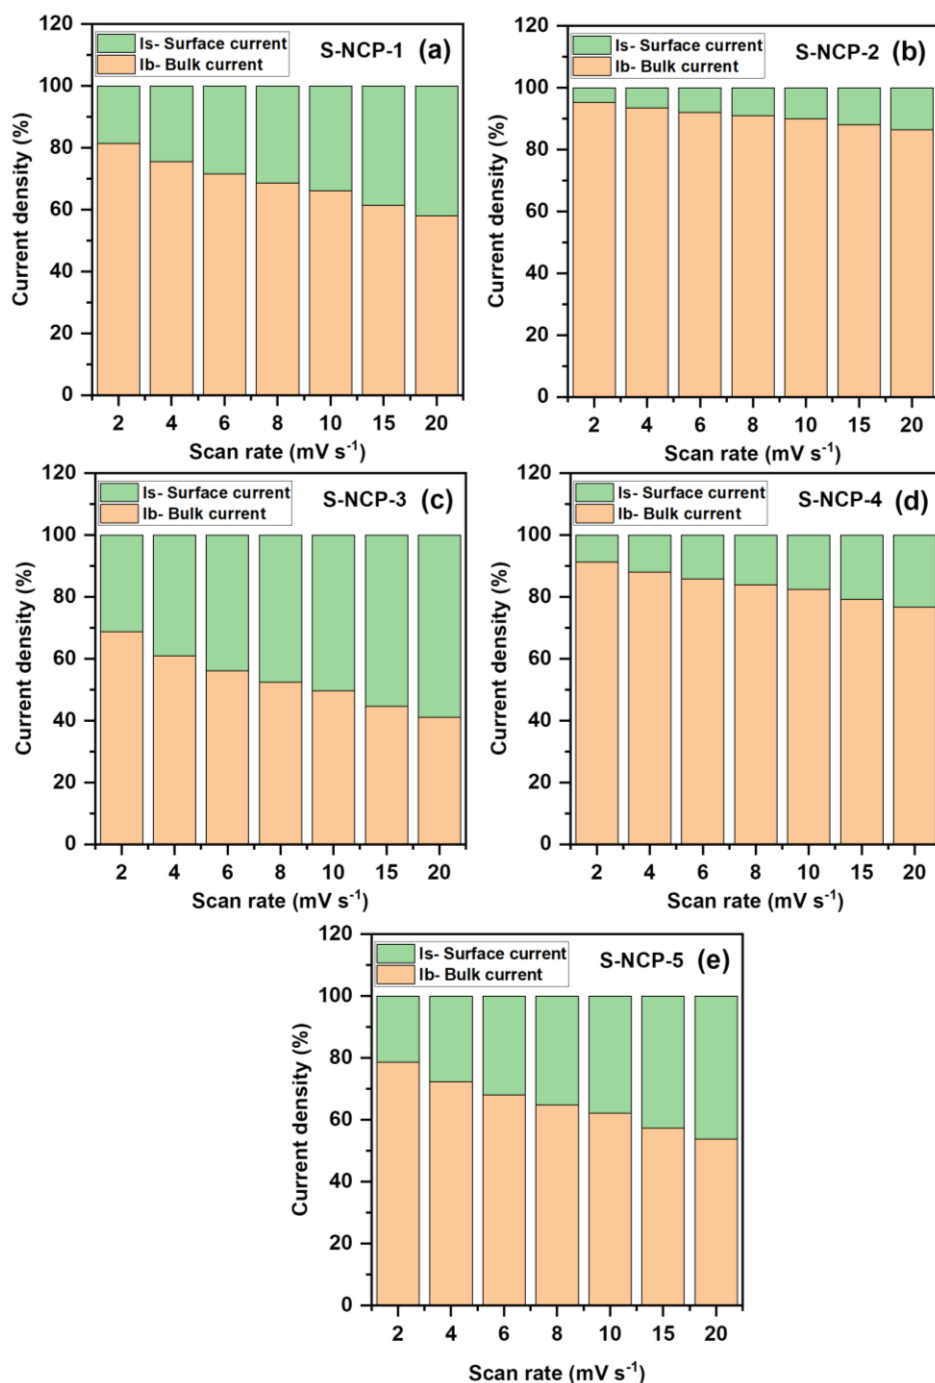 120
Is- Surface current
Ib- Bulk current
S-NCP-1 (a)
100
80
60
40
20
0
Current density (%)
2 4 6 8 10 15 20
Scan rate (mV s⁻¹)
120
Is- Surface current
Ib- Bulk current
S-NCP-2 (b)
100
80
60
40
20
0
Current density (%)
2 4 6 8 10 15 20
Scan rate (mV s⁻¹)
120
Is- Surface current
Ib- Bulk current
S-NCP-3 (c)
100
80
60
40
20
0
Current density (%)
2 4 6 8 10 15 20
Scan rate (mV s⁻¹)
120
Is- Surface current
Ib- Bulk current
S-NCP-4 (d)
100
80
60
40
20
0
Current density (%)
2 4 6 8 10 15 20
Scan rate (mV s⁻¹)
120
Is- Surface current
Ib- Bulk current
S-NCP-5 (e)
100
80
60
40
20
0
Current density (%)
2 4 6 8 10 15 20
Scan rate (mV s⁻¹)